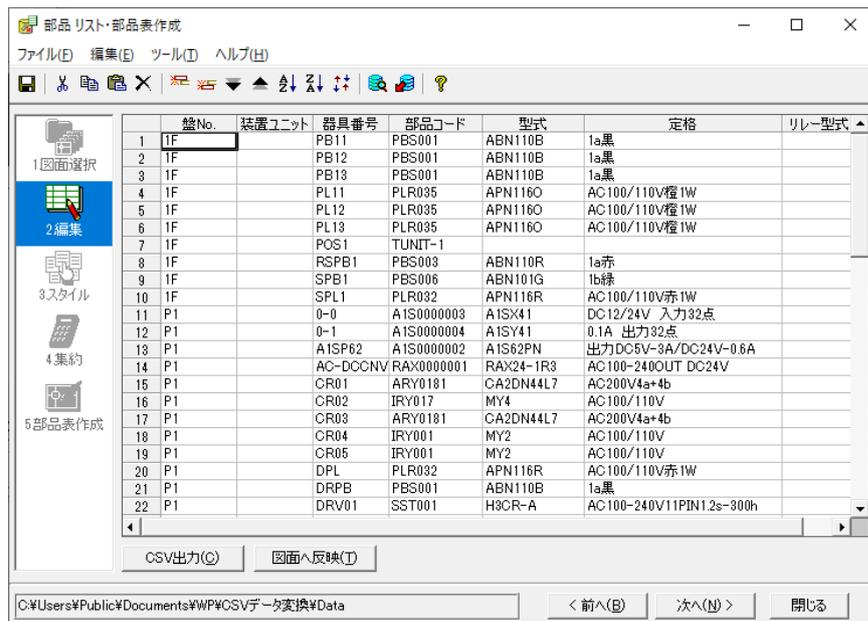 部品 リスト・部品表作成
ファイル(F) 編集(E) ツール(T) ヘルプ(H)
盤No. 装置ユニット 器具番号 部品コード 型式 定格 リレー型式
1 1F PB11 PBS001 ABN110B 1a黒
2 1F PB12 PBS001 ABN110B 1a黒
3 1F PB13 PBS001 ABN110B 1a黒
4 1F PL11 PLR035 APN116O AC100/110V橙1W
5 1F PL12 PLR035 APN116O AC100/110V橙1W
6 1F PL13 PLR035 APN116O AC100/110V橙1W
7 1F POS1 TUNIT-1
8 1F RSPB1 PBS003 ABN110R 1a赤
9 1F SPB1 PBS006 ABN101G 1b緑
10 1F SPL1 PLR032 APN116R AC100/110V赤1W
11 P1 0-0 A1S0000003 A1SX41 DC12/24V 入力32点
12 P1 0-1 A1S0000004 A1SY41 0.1A 出力32点
13 P1 A1SP62 A1S0000002 A1S62PN 出力DC5V-3A/DC24V-0.6A
14 P1 AC-DCCNV RAX0000001 RAX24-1R3 AC100-240OUT DC24V
15 P1 CR01 ARY0181 CA2DN44L7 AC200V4a+4b
16 P1 CR02 IRY017 MY4 AC100/110V
17 P1 CR03 ARY0181 CA2DN44L7 AC200V4a+4b
18 P1 CR04 IRY001 MY2 AC100/110V
19 P1 CR05 IRY001 MY2 AC100/110V
20 P1 DPL PLR032 APN116R AC100/110V赤1W
21 P1 DRPB PBS001 ABN110B 1a黒
22 P1 DRV01 SST001 H3CR-A AC100-240V11PIN1.2s-300h
1図面選択
2編集
3スタイル
4集約
5部品表作成
CSV出力(C) 図面へ反映(T)
C:¥Users¥Public¥Documents¥WP¥CSVデータ変換¥Data
< 前へ(B) 次へ(N) > 閉じる